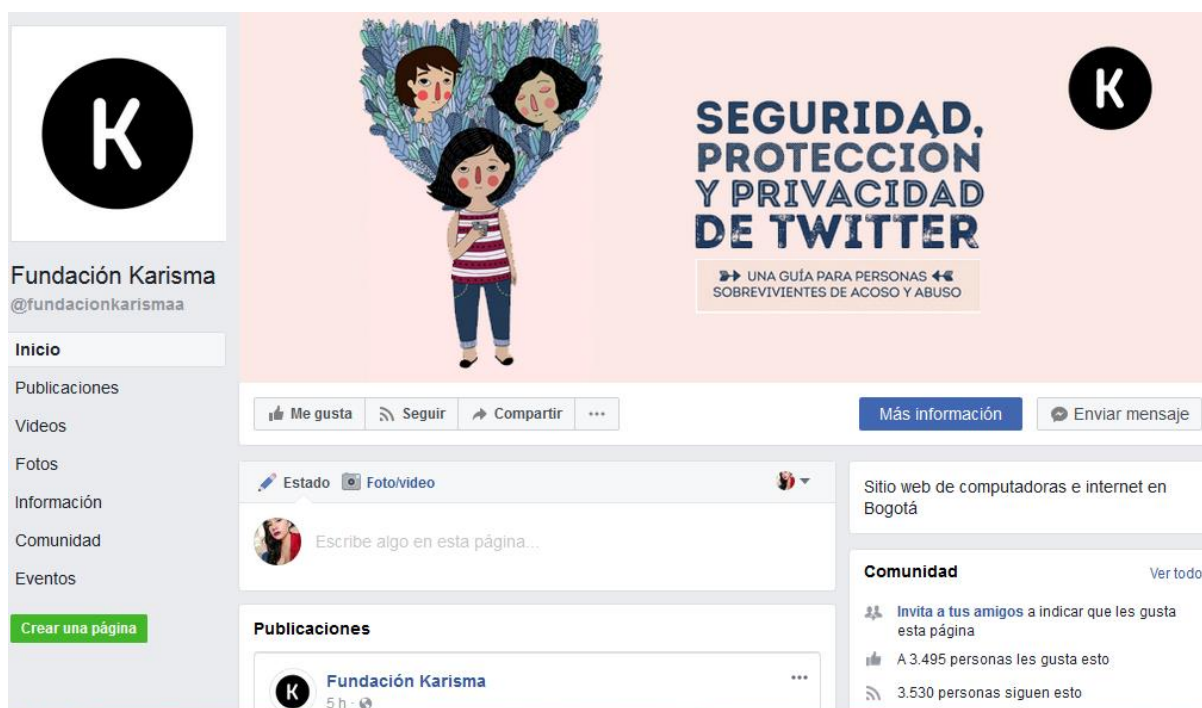 K
Fundación Karisma
@fundacionkarismaa
Inicio
Publicaciones
Videos
Fotos
Información
Comunidad
Eventos
Crear una página
K
SEGURIDAD,
PROTECCIÓN
Y PRIVACIDAD
DE TWITTER
UNA GUÍA PARA PERSONAS
SOBREVIVIENTES DE ACOSO Y ABUSO
Me gusta
Seguir
Compartir
...
Más información
Enviar mensaje
Estado
Foto/video
Escribe algo en esta página...
Publicaciones
K
Fundación Karisma
...
5 h ·
Sitio web de computadoras e internet en
Bogotá
Comunidad
Ver todo
Invita a tus amigos a indicar que les gusta
esta página
A 3.495 personas les gusta esto
3.530 personas siguen esto